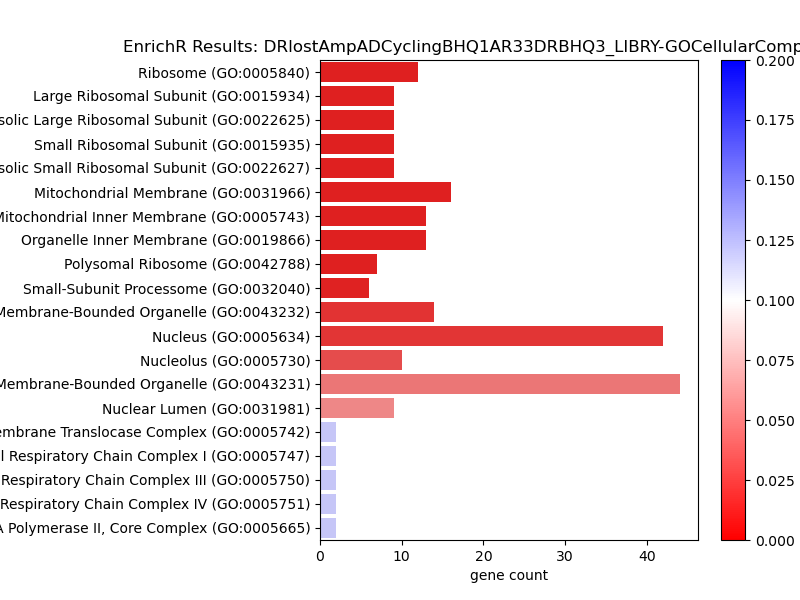 EnrichR Results: DRlostAmpADCyclingBHQ1AR33DRBHQ3_LIBRY-GOCellularComp
Ribosome (GO:0005840)
Large Ribosomal Subunit (GO:0015934)
solic Large Ribosomal Subunit (GO:0022625)
Small Ribosomal Subunit (GO:0015935)
solic Small Ribosomal Subunit (GO:0022627)
Mitochondrial Membrane (GO:0031966)
Mitochondrial Inner Membrane (GO:0005743)
Organelle Inner Membrane (GO:0019866)
Polysomal Ribosome (GO:0042788)
Small-Subunit Processome (GO:0032040)
Membrane-Bounded Organelle (GO:0043232)
Nucleus (GO:0005634)
Nucleolus (GO:0005730)
Membrane-Bounded Organelle (GO:0043231)
Nuclear Lumen (GO:0031981)
embrane Translocase Complex (GO:0005742)
l Respiratory Chain Complex I (GO:0005747)
Respiratory Chain Complex III (GO:0005750)
Respiratory Chain Complex IV (GO:0005751)
A Polymerase II, Core Complex (GO:0005665)
0 10 20 30 40
gene count
0.200
0.175
0.150
0.125
0.100
0.075
0.050
0.025
0.000